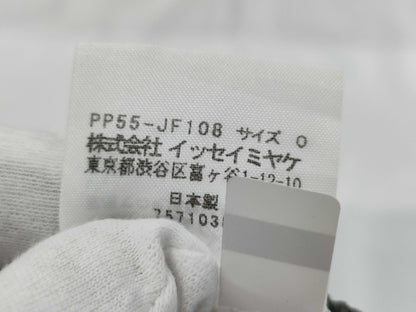 PP55-JF108 サイズ 0
株式会社 イッセイミヤケ
東京都渋谷区富ヶ谷1-12-10
日本製